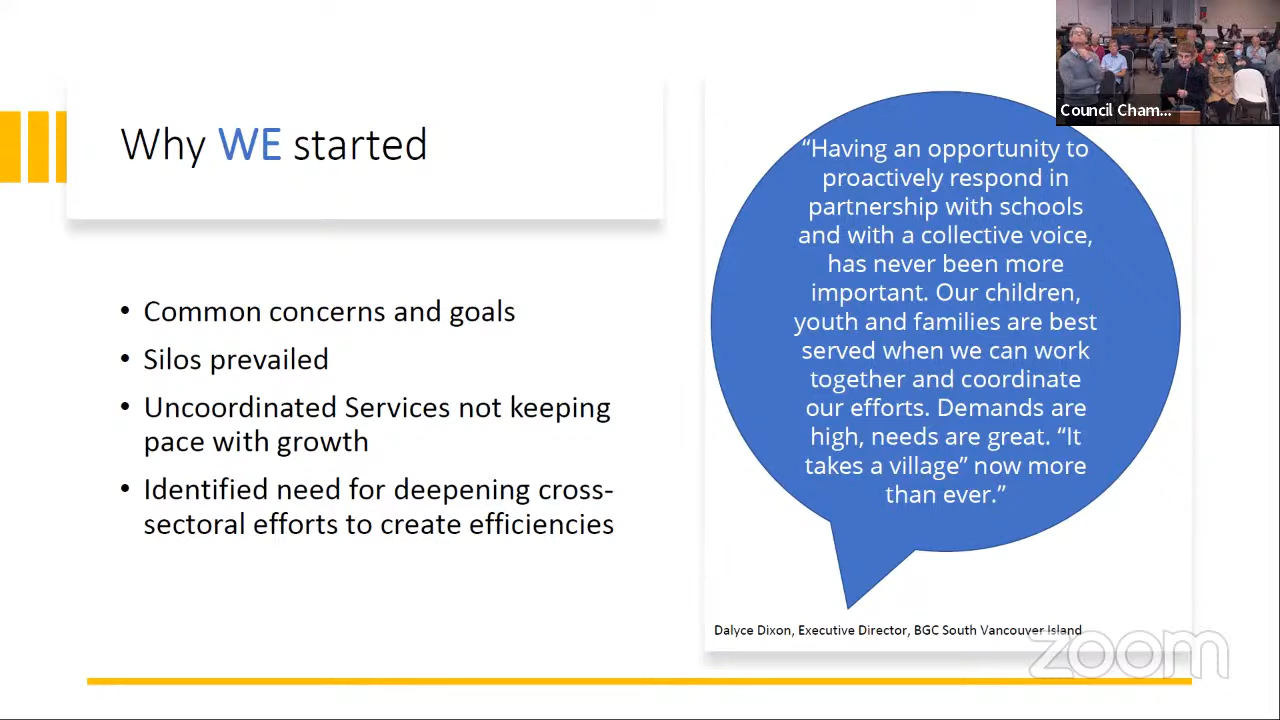 Why WE started
• Common concerns and goals
• Silos prevailed
• Uncoordinated Services not keeping
pace with growth
• Identified need for deepening cross-
sectoral efforts to create efficiencies
“Having an opportunity to
proactively respond in
partnership with schools
and with a collective voice,
has never been more
important. Our children,
youth and families are best
served when we can work
together and coordinate
our efforts. Demands are
high, needs are great. “It
takes a village” now more
than ever.”
Dalyce Dixon, Executive Director, BGC South Vancouver Island
Council Cham...
zoom